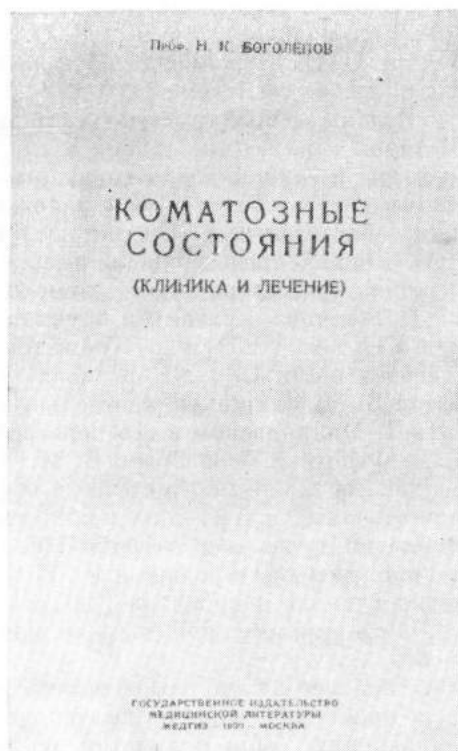 Проф. Н. К. БОГОЛЕПОВ
КОМАТОЗНЫЕ
СОСТОЯНИЯ
(КЛИНИКА И ЛЕЧЕНИЕ)
ГОСУДАРСТВЕННОЕ ИЗДАТЕЛЬСТВО
МЕДИЦИНСКОЙ ЛИТЕРАТУРЫ
МЕДГИЗ — МОСКВА